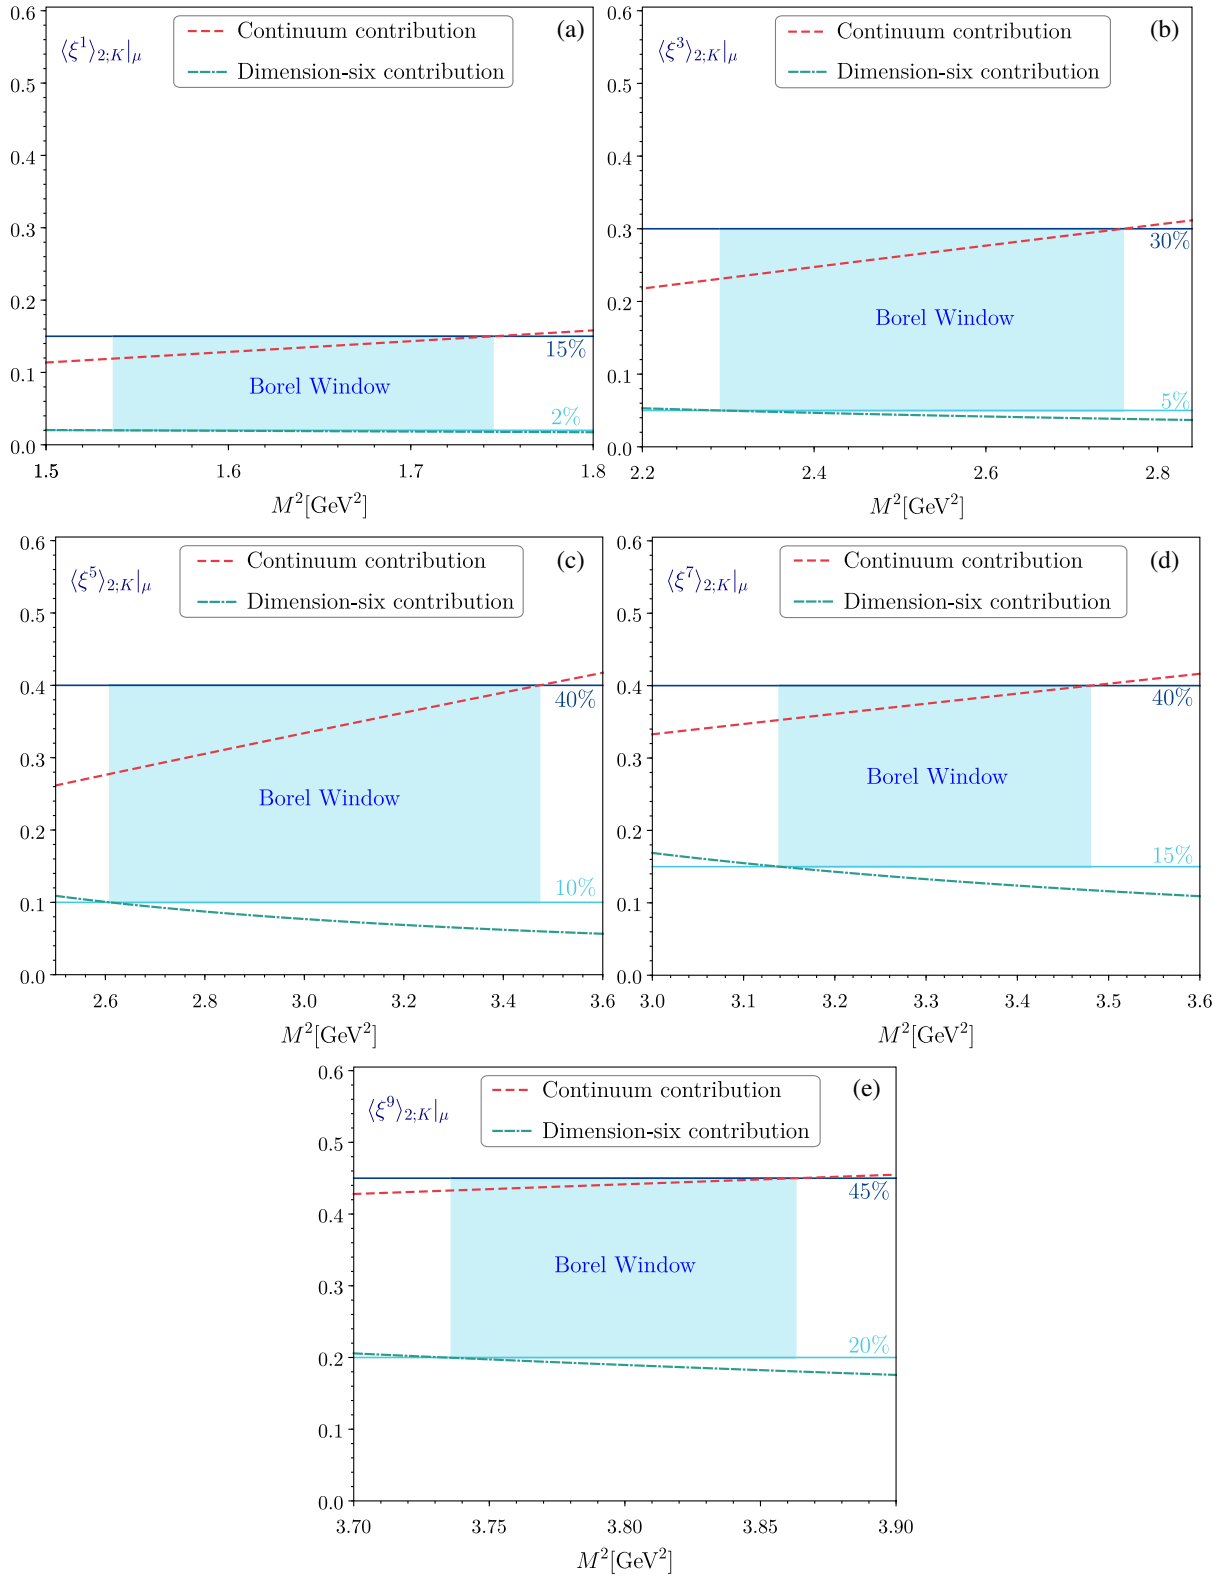 (a)
⟨ξ¹⟩₂;K|μ
Continuum contribution
Dimension-six contribution
0.6
0.5
0.4
0.3
0.2
0.1
0.0
15%
Borel Window
2%
1.5 1.6 1.7 1.8
M²[GeV²]
(b)
⟨ξ³⟩₂;K|μ
Continuum contribution
Dimension-six contribution
0.6
0.5
0.4
0.3
0.2
0.1
0.0
30%
Borel Window
5%
2.2 2.4 2.6 2.8
M²[GeV²]
(c)
⟨ξ⁵⟩₂;K|μ
Continuum contribution
Dimension-six contribution
0.6
0.5
0.4
0.3
0.2
0.1
0.0
40%
Borel Window
10%
2.6 2.8 3.0 3.2 3.4 3.6
M²[GeV²]
(d)
⟨ξ⁷⟩₂;K|μ
Continuum contribution
Dimension-six contribution
0.6
0.5
0.4
0.3
0.2
0.1
0.0
40%
Borel Window
15%
3.0 3.1 3.2 3.3 3.4 3.5 3.6
M²[GeV²]
(e)
⟨ξ⁹⟩₂;K|μ
Continuum contribution
Dimension-six contribution
0.6
0.5
0.4
0.3
0.2
0.1
0.0
45%
Borel Window
20%
3.70 3.75 3.80 3.85 3.90
M²[GeV²]